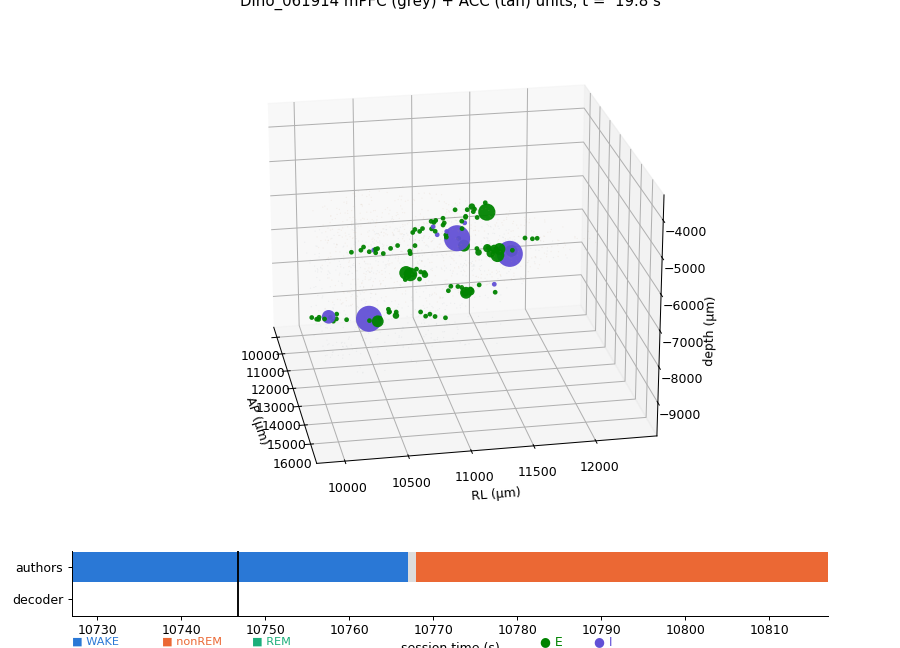 Dino_061914 mPFC (grey) + ACC (tan) units, t = 19.8 s
−4000
−5000
−6000
−7000
−8000
−9000
depth (μm)
10000
11000
12000
13000
14000
15000
16000
AP (μm)
10000
10500
11000
11500
12000
RL (μm)
authors
decoder
10730
10740
10750
10760
10770
10780
10790
10800
10810
session time (s)
WAKE
nonREM
REM
E
I